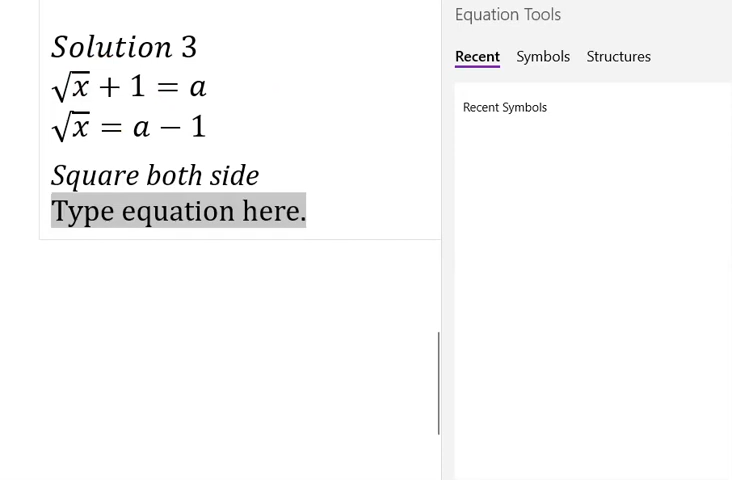 Solution 3
√x + 1 = a
√x = a − 1
Square both side
Type equation here.
Equation Tools
Recent Symbols Structures
Recent Symbols